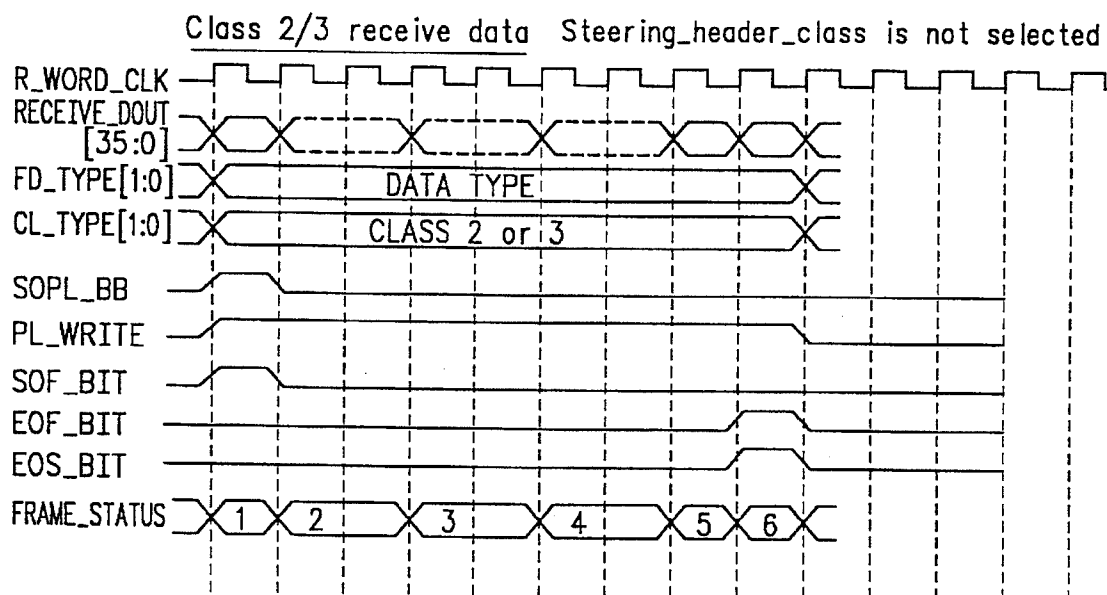 Class 2/3 receive data Steering_header_class is not selected
R_WORD_CLK
RECEIVE_DOUT
[35:0]
FD_TYPE[1:0] DATA TYPE
CL_TYPE[1:0] CLASS 2 or 3
SOPL_BB
PL_WRITE
SOF_BIT
EOF_BIT
EOS_BIT
FRAME_STATUS 1 2 3 4 5 6